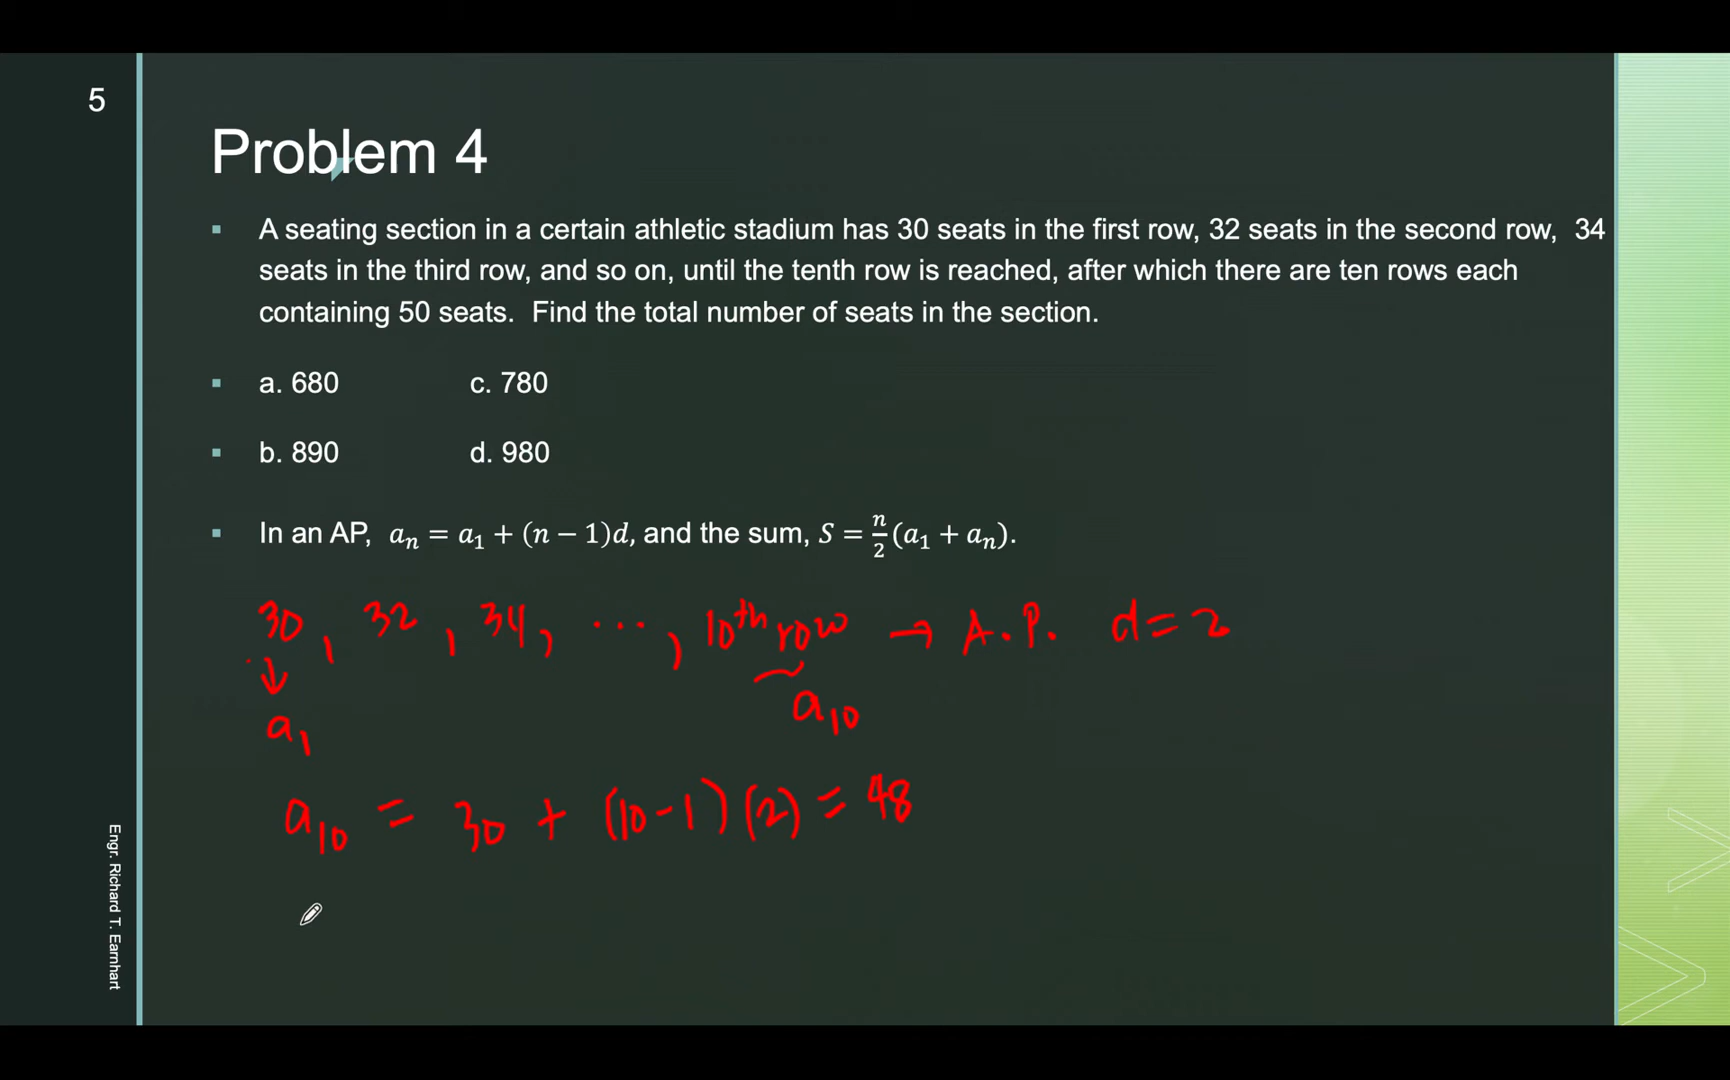 5
Problem 4
▪ A seating section in a certain athletic stadium has 30 seats in the first row, 32 seats in the second row, 34
seats in the third row, and so on, until the tenth row is reached, after which there are ten rows each
containing 50 seats. Find the total number of seats in the section.
▪ a. 680 c. 780
▪ b. 890 d. 980
▪ In an AP, aₙ = a₁ + (n − 1)d, and the sum, S = n/2 (a₁ + aₙ).
30, 32, 34, ..., 10th row → A.P. d = 2
↓
a₁ a₁₀
a₁₀ = 30 + (10-1)(2) = 48
Engr. Richard T. Earnhart